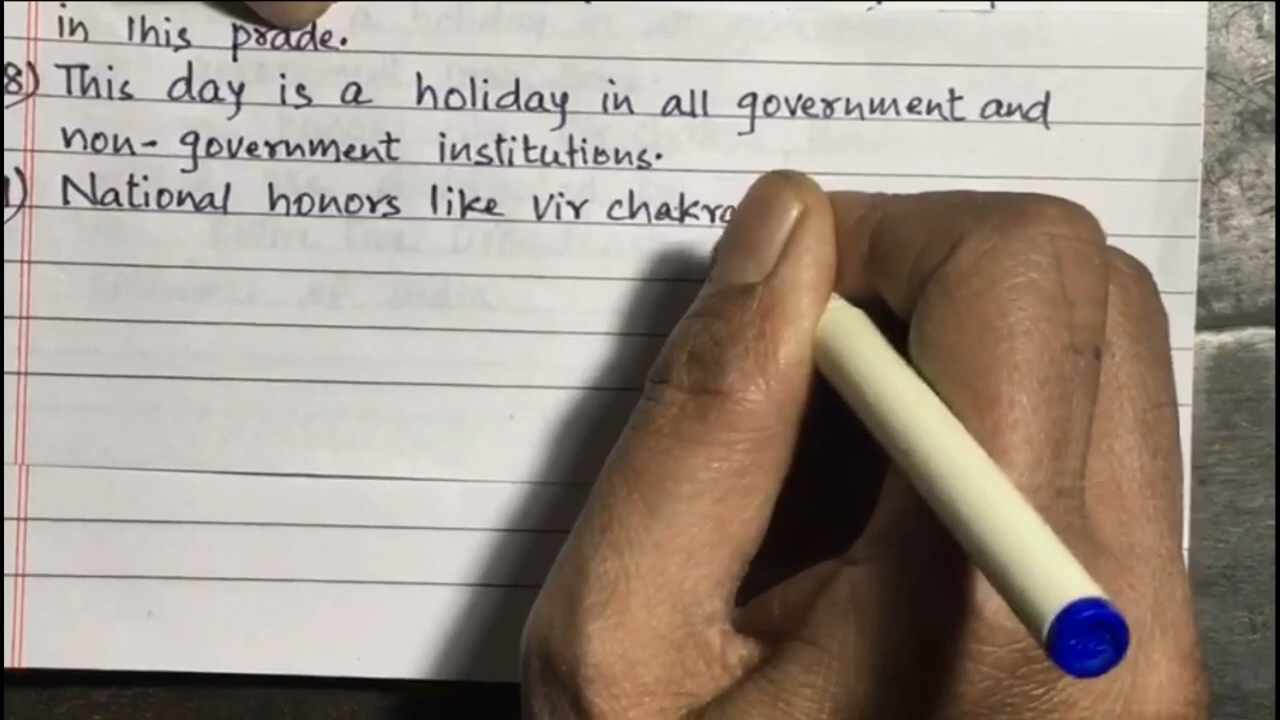 in this prade.
8) This day is a holiday in all government and
non-government institutions.
) National honors like vir chakra